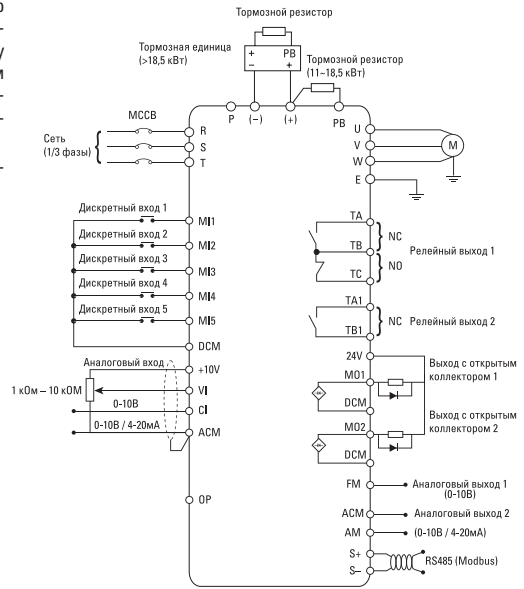 Тормозной резистор
Тормозная единица
(>18,5 кВт)
+ PB
− +
Тормозной резистор
(11~18,5 кВт)
P (−) (+) PB
MCCB
Сеть
(1/3 фазы)
R
S
T
U
V
W
M
E
Дискретный вход 1
MI1
Дискретный вход 2
MI2
Дискретный вход 3
MI3
Дискретный вход 4
MI4
Дискретный вход 5
MI5
DCM
Аналоговый вход
+10V
1 кОм – 10 кОМ
VI
0-10В
CI
0-10В / 4-20мА
ACM
OP
TA
NC
TB
Релейный выход 1
NO
TC
TA1
NC Релейный выход 2
TB1
24V
Выход с открытым
коллектором 1
MO1
DCM
Выход с открытым
коллектором 2
MO2
DCM
FM
Аналоговый выход 1
(0-10В)
ACM
Аналоговый выход 2
AM
(0-10В / 4-20мА)
S+
RS485 (Modbus)
S−